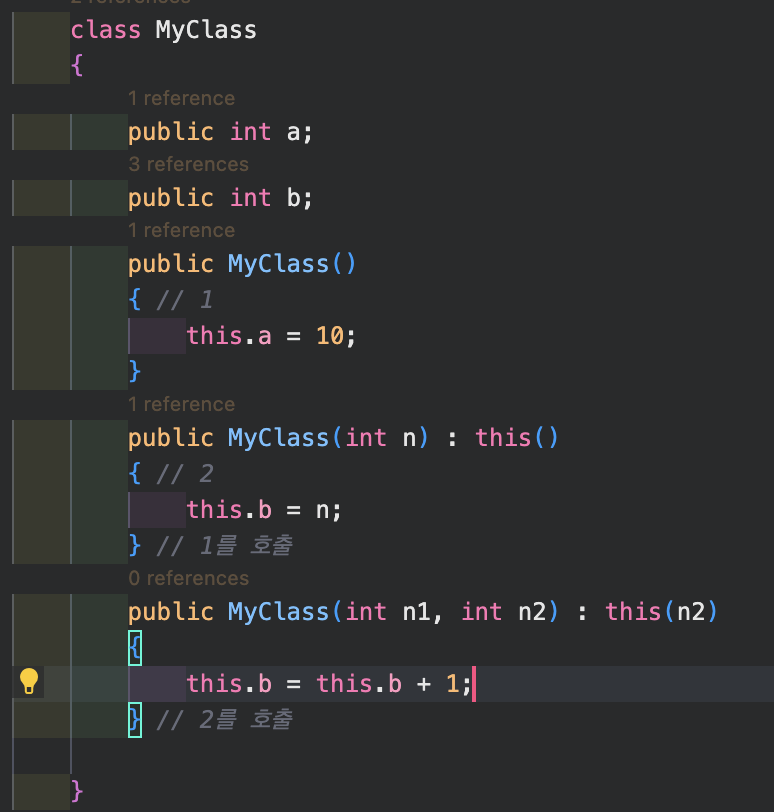 2 references
class MyClass
{
1 reference
public int a;
3 references
public int b;
1 reference
public MyClass()
{ // 1
this.a = 10;
}
1 reference
public MyClass(int n) : this()
{ // 2
this.b = n;
} // 1를 호출
0 references
public MyClass(int n1, int n2) : this(n2)
{
this.b = this.b + 1;
} // 2를 호출
}